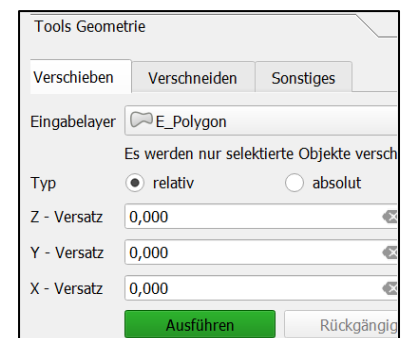 Tools Geometrie
Verschieben Verschneiden Sonstiges
Eingabelayer E_Polygon
Es werden nur selektierte Objekte versch
Typ relativ absolut
Z - Versatz 0,000
Y - Versatz 0,000
X - Versatz 0,000
Ausführen Rückgängig